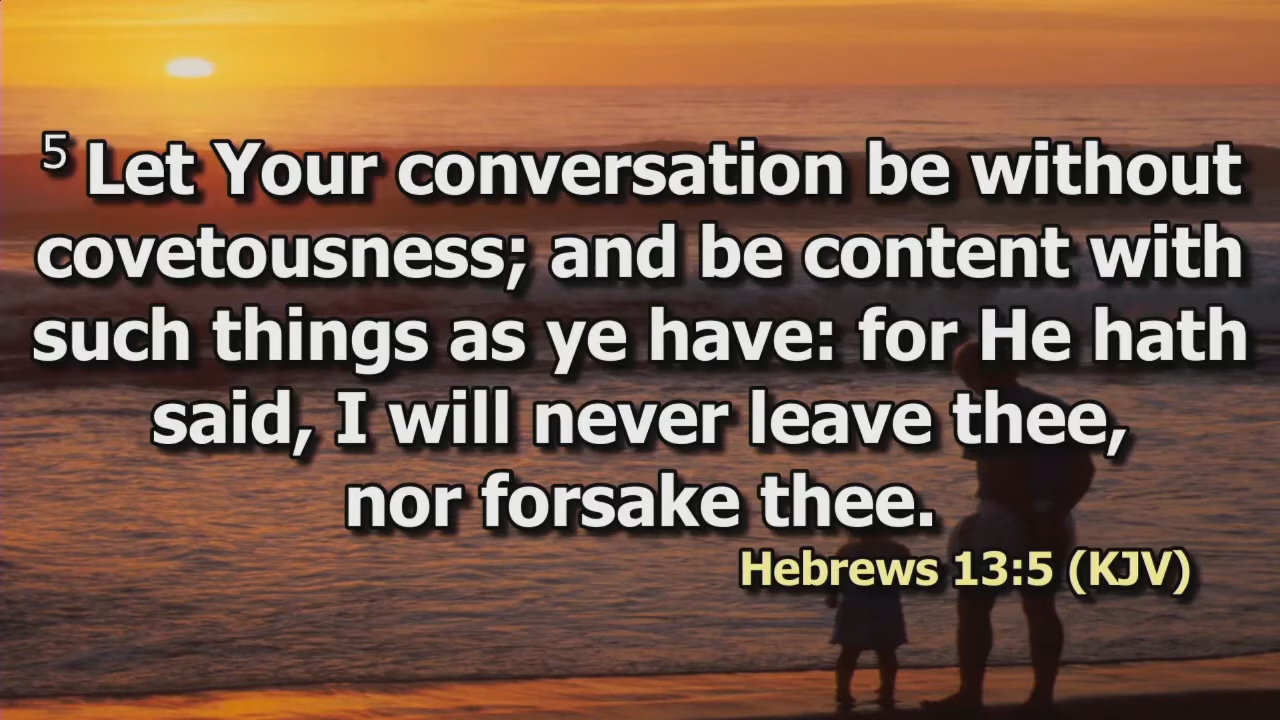 5 Let Your conversation be without
covetousness; and be content with
such things as ye have: for He hath
said, I will never leave thee,
nor forsake thee.
Hebrews 13:5 (KJV)